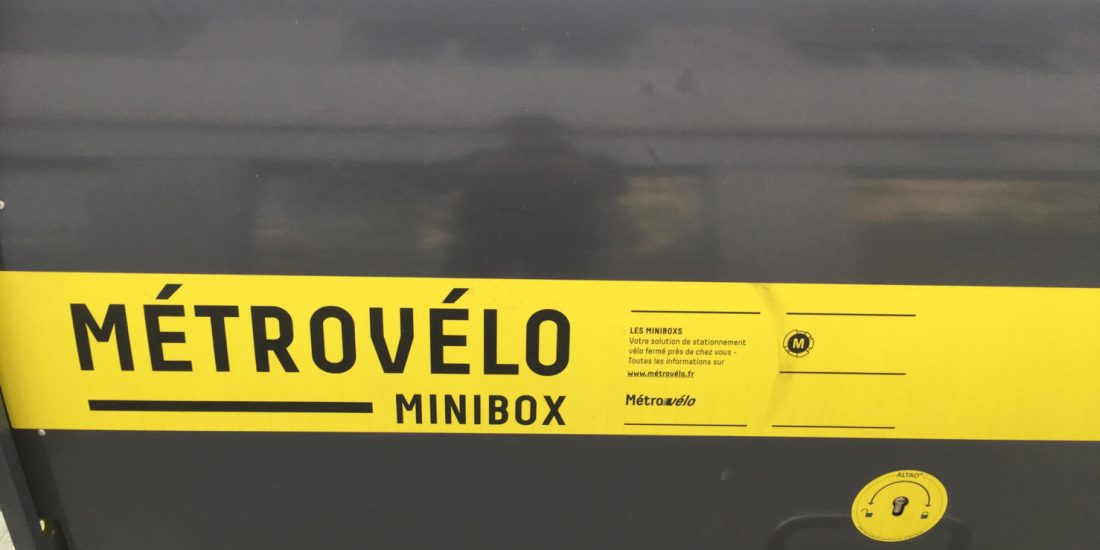 MÉTROVÉLO
MINIBOX
LES MINIBOXS
Votre solution de stationnement
vélo fermé près de chez vous -
Toutes les informations sur
www.métrovélo.fr
Métrovélo
M
ALTAO